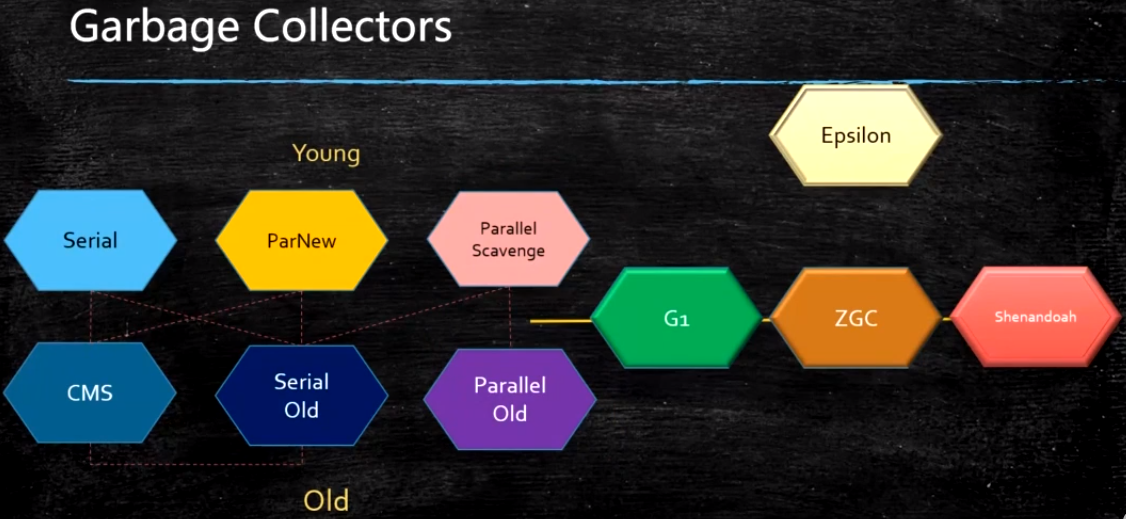 Garbage Collectors
Epsilon
Young
Serial
ParNew
Parallel
Scavenge
G1
ZGC
Shenandoah
CMS
Serial
Old
Parallel
Old
Old